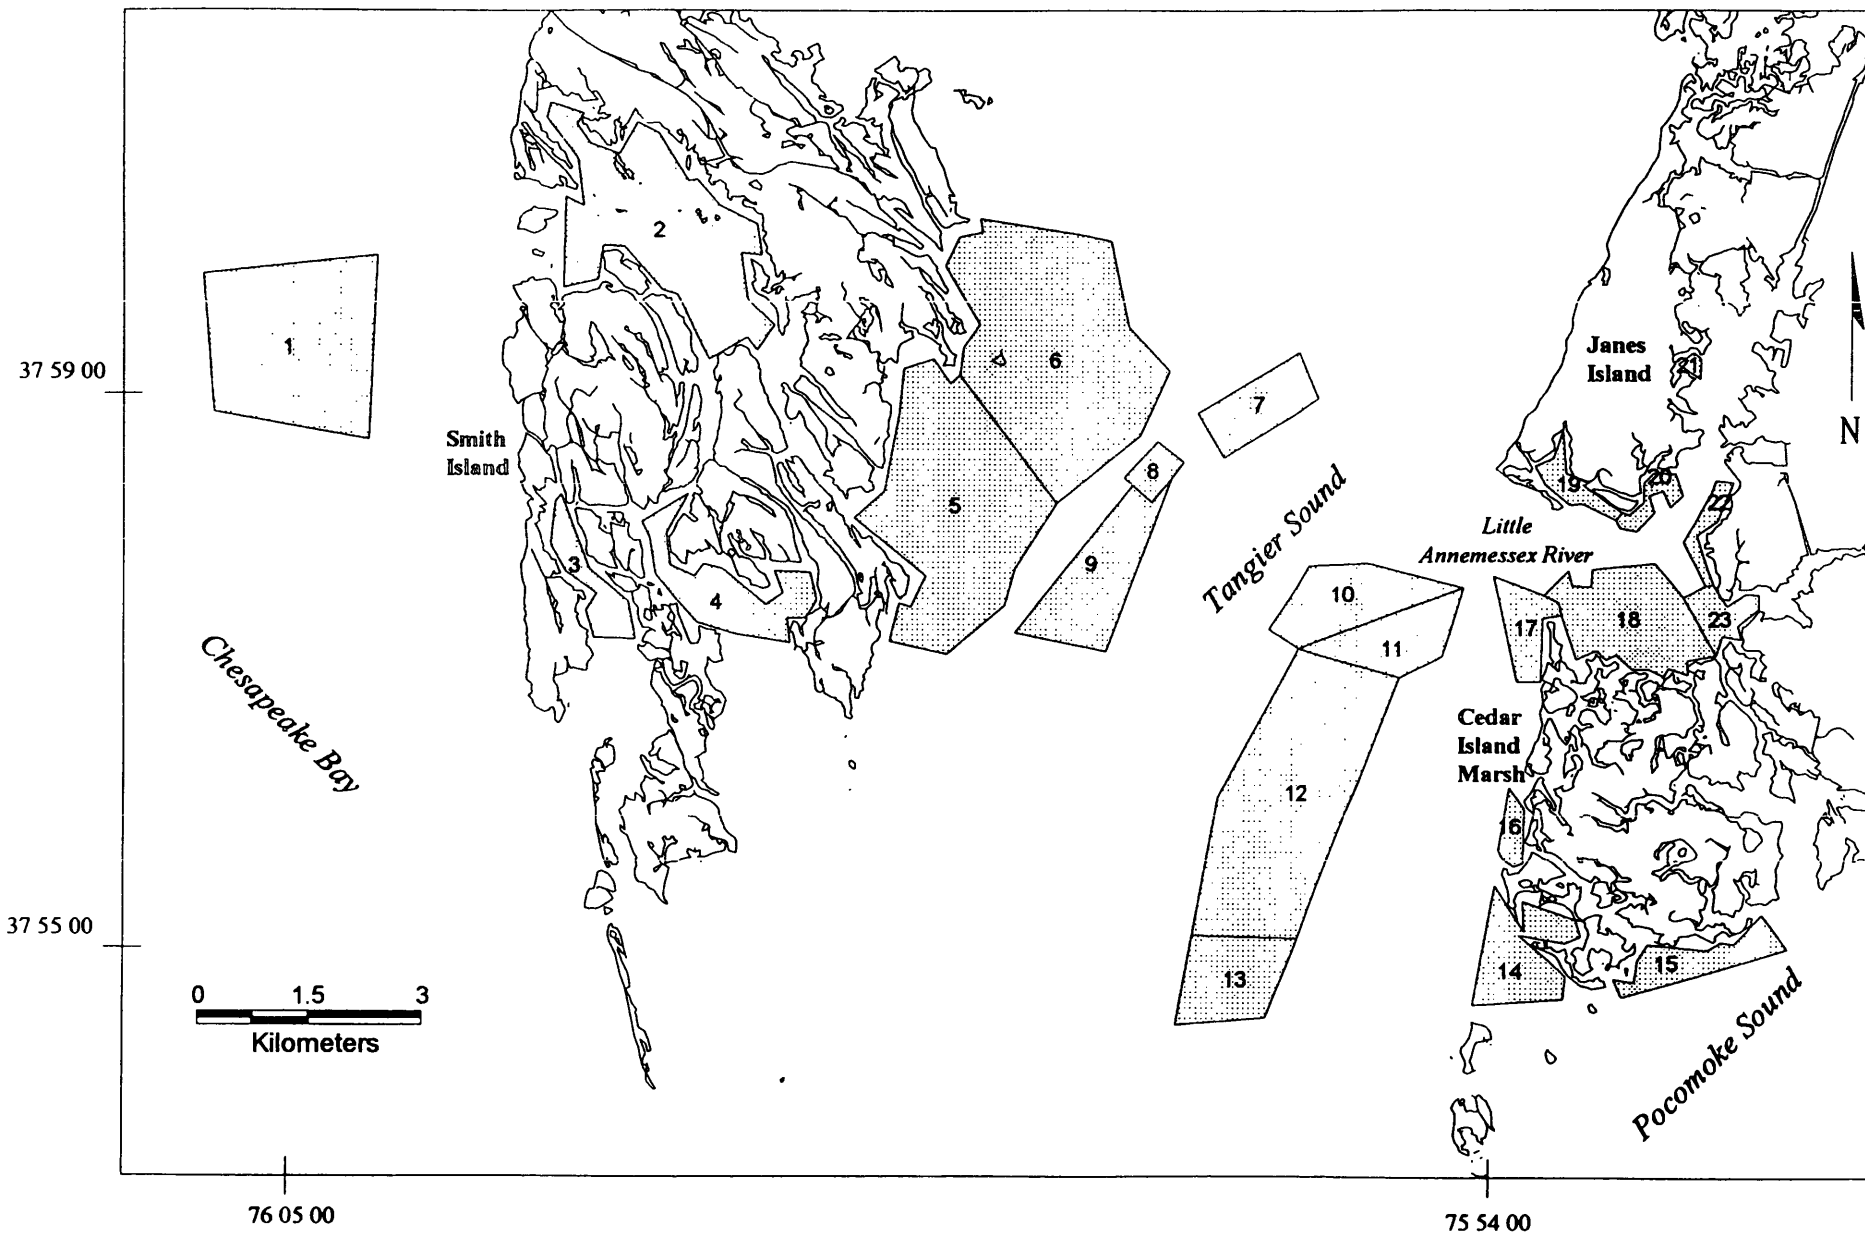 2
1
6
37 59 00
Janes
Island
21
7
Smith
Island
8
19
20
22
5
Little
Annemessex River
3
9
Tangier Sound
4
10
17
18
23
11
Chesapeake Bay
Cedar
Island
Marsh
12
16
N
37 55 00
13
14
15
0 1.5 3
Kilometers
Pocomoke Sound
76 05 00
75 54 00